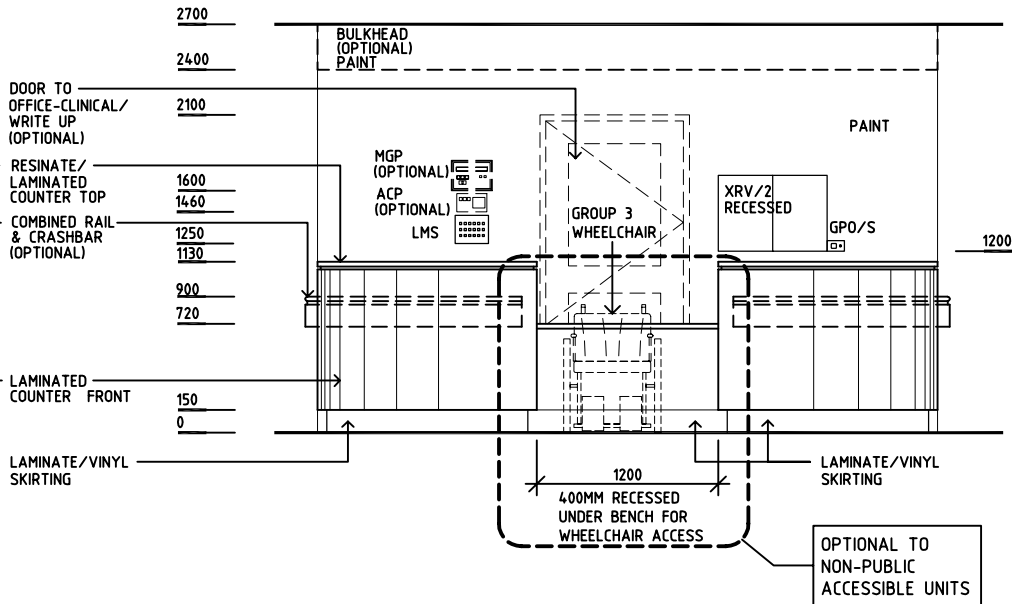 2700
BULKHEAD
(OPTIONAL)
PAINT
2400
DOOR TO
OFFICE-CLINICAL/
WRITE UP
(OPTIONAL)
2100
PAINT
RESINATE/
LAMINATED
COUNTER TOP
MGP
(OPTIONAL)
1600
ACP
(OPTIONAL)
1460
LMS
XRV/2
RECESSED
GROUP 3
WHEELCHAIR
GPO/S
COMBINED RAIL
& CRASHBAR
(OPTIONAL)
1250
1130
1200
900
720
LAMINATED
COUNTER FRONT
150
0
LAMINATE/VINYL
SKIRTING
1200
400MM RECESSED
UNDER BENCH FOR
WHEELCHAIR ACCESS
LAMINATE/VINYL
SKIRTING
OPTIONAL TO
NON-PUBLIC
ACCESSIBLE UNITS